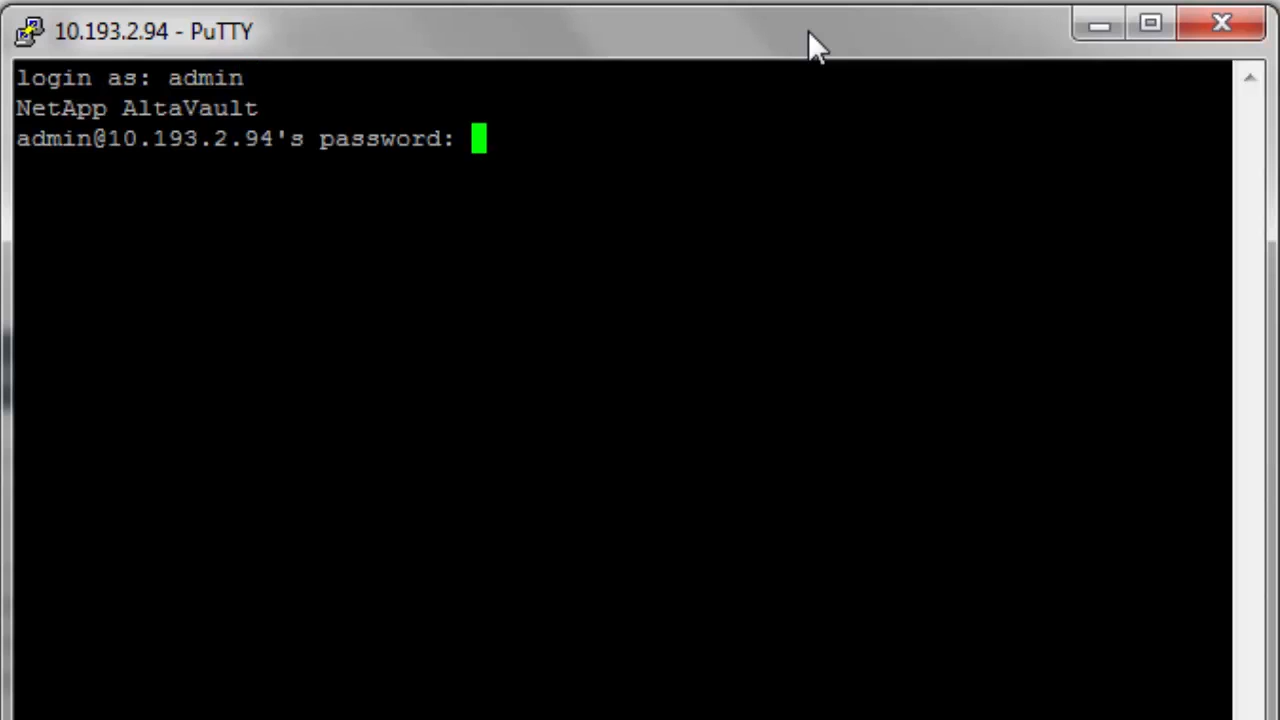 10.193.2.94 - PuTTY
login as: admin
NetApp AltaVault
admin@10.193.2.94's password: